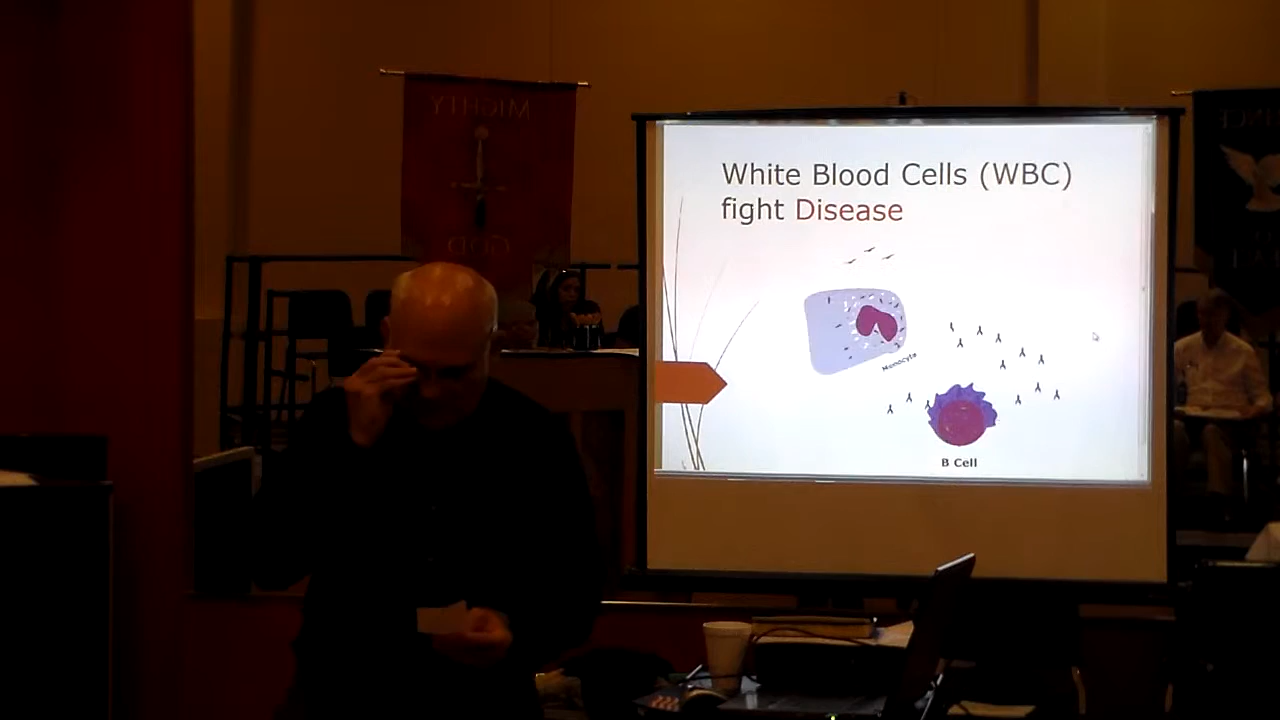 MIGHTY
GOD
White Blood Cells (WBC)
fight Disease
Monocyte
B Cell